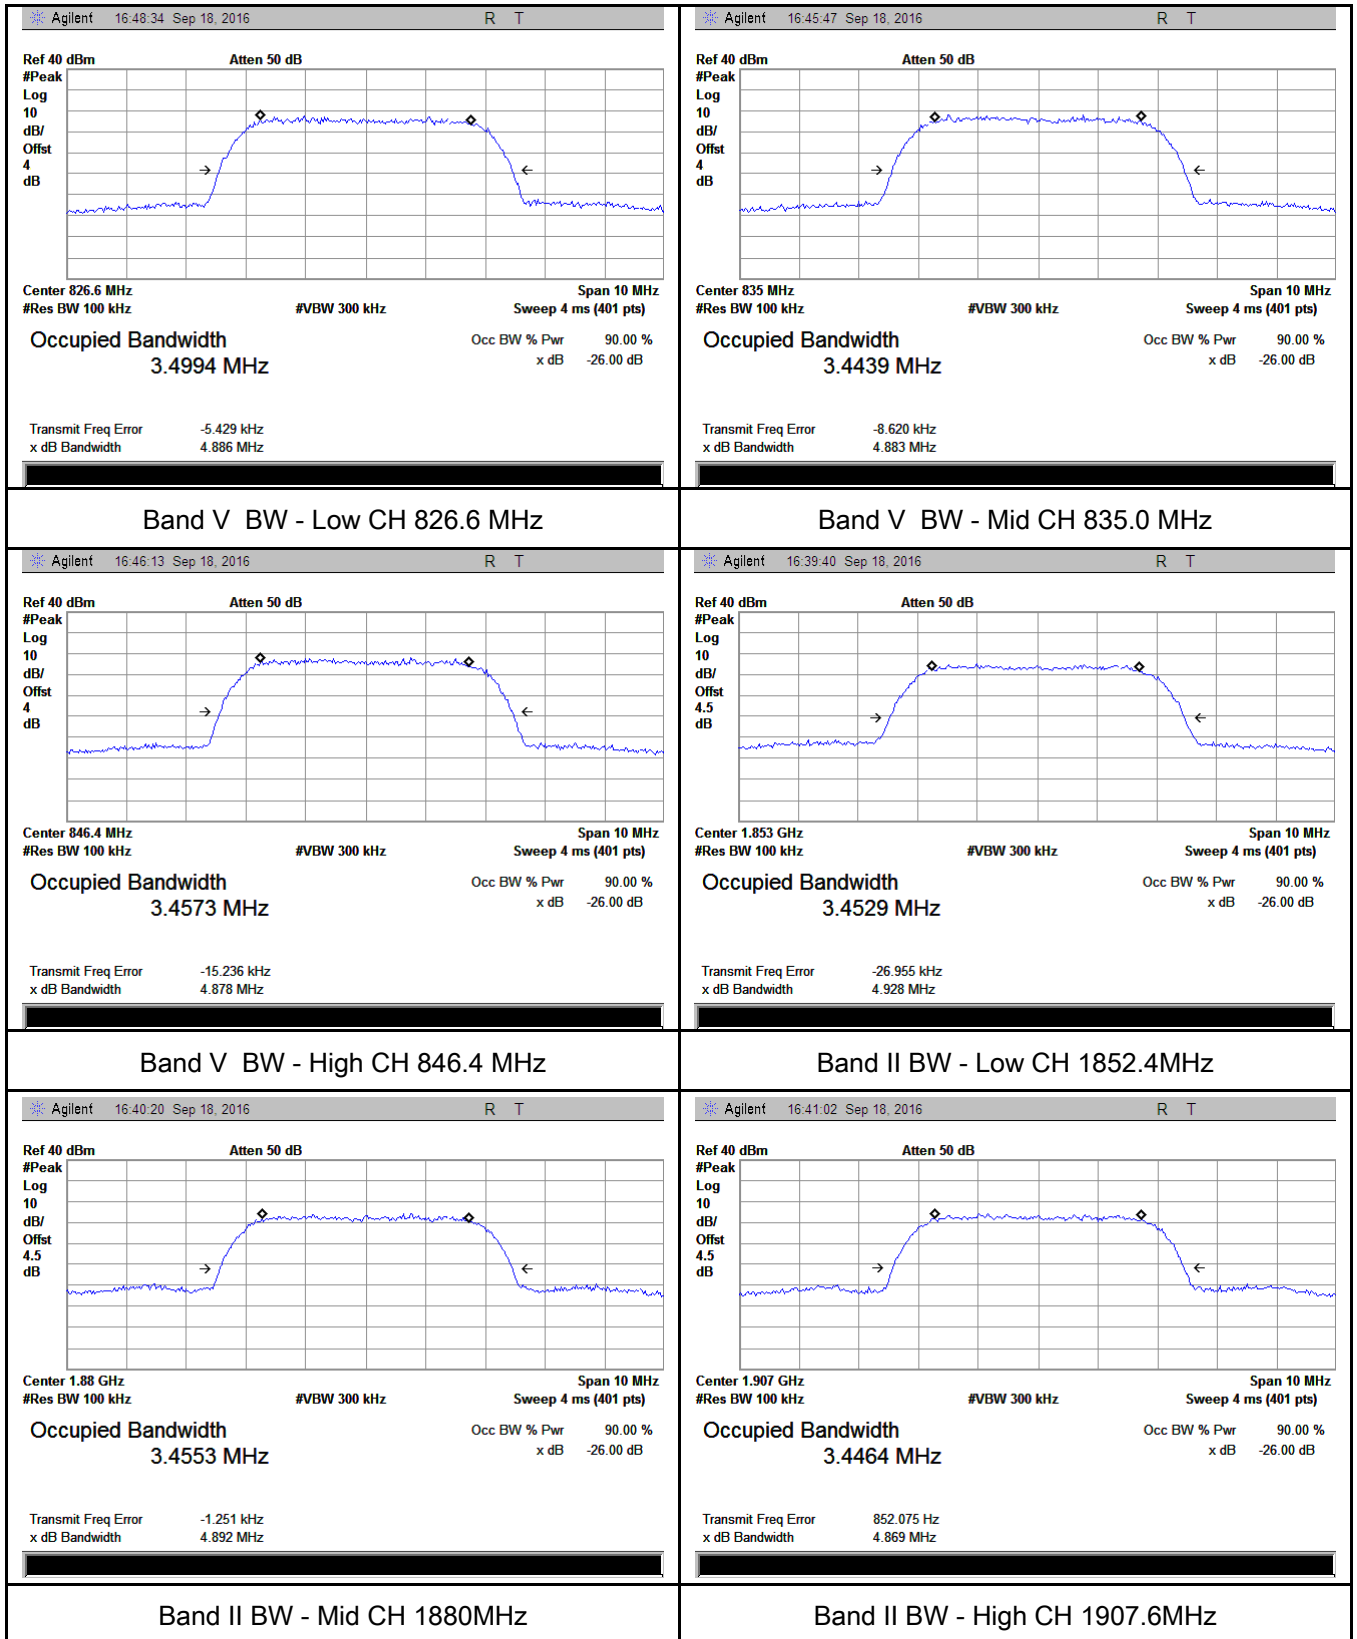 Agilent 16:48:34 Sep 18, 2016 R T
Ref 40 dBm Atten 50 dB
#Peak
Log
10
dB/
Offst
4
dB
Center 826.6 MHz Span 10 MHz
#Res BW 100 kHz #VBW 300 kHz Sweep 4 ms (401 pts)
Occupied Bandwidth Occ BW % Pwr 90.00 %
3.4994 MHz x dB -26.00 dB
Transmit Freq Error -5.429 kHz
x dB Bandwidth 4.886 MHz
Band V BW - Low CH 826.6 MHz
Agilent 16:45:47 Sep 18, 2016 R T
Ref 40 dBm Atten 50 dB
#Peak
Log
10
dB/
Offst
4
dB
Center 835 MHz Span 10 MHz
#Res BW 100 kHz #VBW 300 kHz Sweep 4 ms (401 pts)
Occupied Bandwidth Occ BW % Pwr 90.00 %
3.4439 MHz x dB -26.00 dB
Transmit Freq Error -8.620 kHz
x dB Bandwidth 4.883 MHz
Band V BW - Mid CH 835.0 MHz
Agilent 16:46:13 Sep 18, 2016 R T
Ref 40 dBm Atten 50 dB
#Peak
Log
10
dB/
Offst
4
dB
Center 846.4 MHz Span 10 MHz
#Res BW 100 kHz #VBW 300 kHz Sweep 4 ms (401 pts)
Occupied Bandwidth Occ BW % Pwr 90.00 %
3.4573 MHz x dB -26.00 dB
Transmit Freq Error -15.236 kHz
x dB Bandwidth 4.878 MHz
Band V BW - High CH 846.4 MHz
Agilent 16:39:40 Sep 18, 2016 R T
Ref 40 dBm Atten 50 dB
#Peak
Log
10
dB/
Offst
4.5
dB
Center 1.853 GHz Span 10 MHz
#Res BW 100 kHz #VBW 300 kHz Sweep 4 ms (401 pts)
Occupied Bandwidth Occ BW % Pwr 90.00 %
3.4529 MHz x dB -26.00 dB
Transmit Freq Error -26.955 kHz
x dB Bandwidth 4.928 MHz
Band II BW - Low CH 1852.4MHz
Agilent 16:40:20 Sep 18, 2016 R T
Ref 40 dBm Atten 50 dB
#Peak
Log
10
dB/
Offst
4.5
dB
Center 1.88 GHz Span 10 MHz
#Res BW 100 kHz #VBW 300 kHz Sweep 4 ms (401 pts)
Occupied Bandwidth Occ BW % Pwr 90.00 %
3.4553 MHz x dB -26.00 dB
Transmit Freq Error -1.251 kHz
x dB Bandwidth 4.892 MHz
Band II BW - Mid CH 1880MHz
Agilent 16:41:02 Sep 18, 2016 R T
Ref 40 dBm Atten 50 dB
#Peak
Log
10
dB/
Offst
4.5
dB
Center 1.907 GHz Span 10 MHz
#Res BW 100 kHz #VBW 300 kHz Sweep 4 ms (401 pts)
Occupied Bandwidth Occ BW % Pwr 90.00 %
3.4464 MHz x dB -26.00 dB
Transmit Freq Error 852.075 Hz
x dB Bandwidth 4.869 MHz
Band II BW - High CH 1907.6MHz